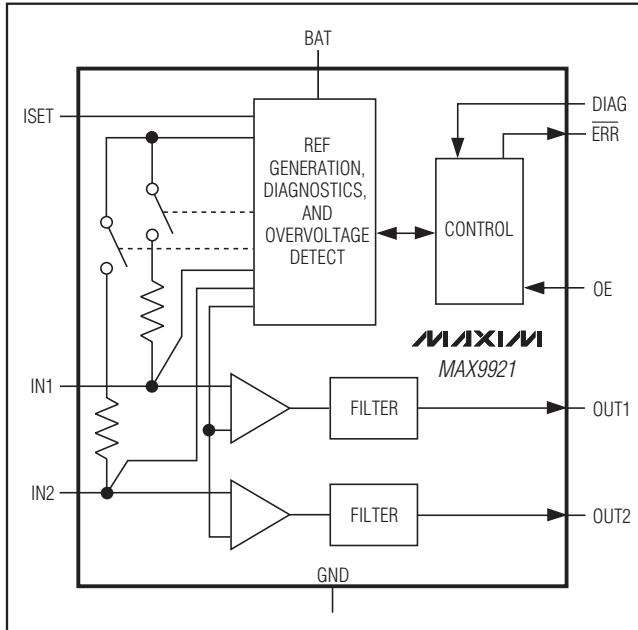 BAT
ISET
REF
GENERATION,
DIAGNOSTICS,
AND
OVERVOLTAGE
DETECT
CONTROL
DIAG
ERR
OE
MAXIM
MAX9921
IN1
FILTER
OUT1
IN2
FILTER
OUT2
GND